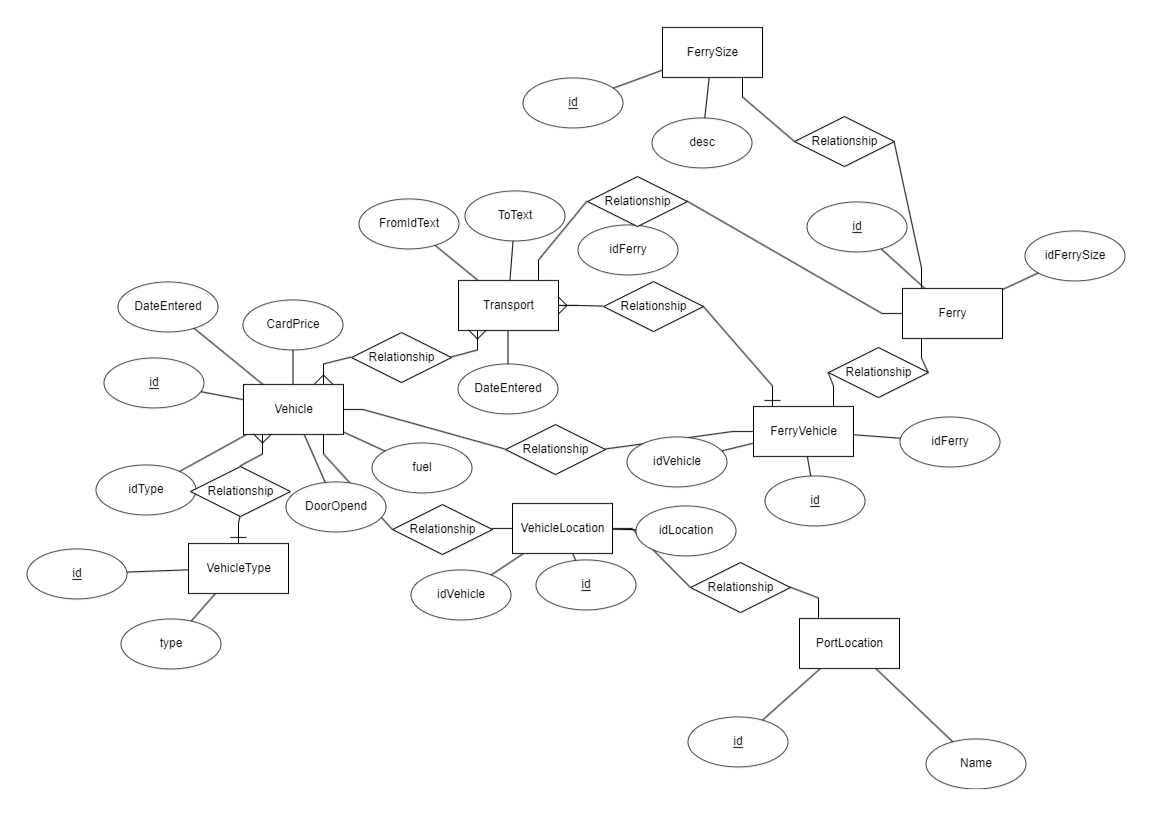 FerrySize
id
desc
Relationship
Relationship
FromIdText
ToText
id
idFerry
idFerrySize
DateEntered
CardPrice
Transport
Relationship
Ferry
Relationship
Relationship
id
DateEntered
Vehicle
FerryVehicle
idFerry
Relationship
idVehicle
fuel
idType
Relationship
DoorOpend
id
Relationship
VehicleLocation
idLocation
id
VehicleType
idVehicle
id
Relationship
type
PortLocation
id
Name